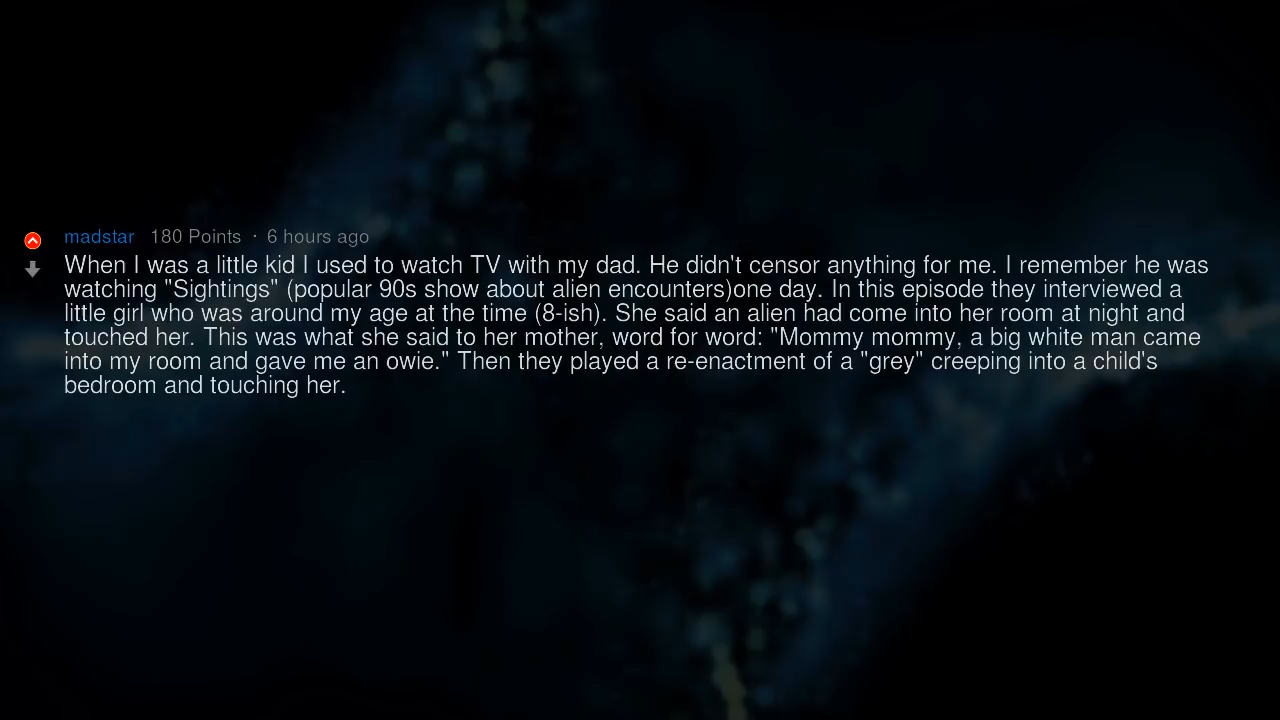 madstar 180 Points · 6 hours ago
When I was a little kid I used to watch TV with my dad. He didn't censor anything for me. I remember he was
watching "Sightings" (popular 90s show about alien encounters)one day. In this episode they interviewed a
little girl who was around my age at the time (8-ish). She said an alien had come into her room at night and
touched her. This was what she said to her mother, word for word: "Mommy mommy, a big white man came
into my room and gave me an owie." Then they played a re-enactment of a "grey" creeping into a child's
bedroom and touching her.